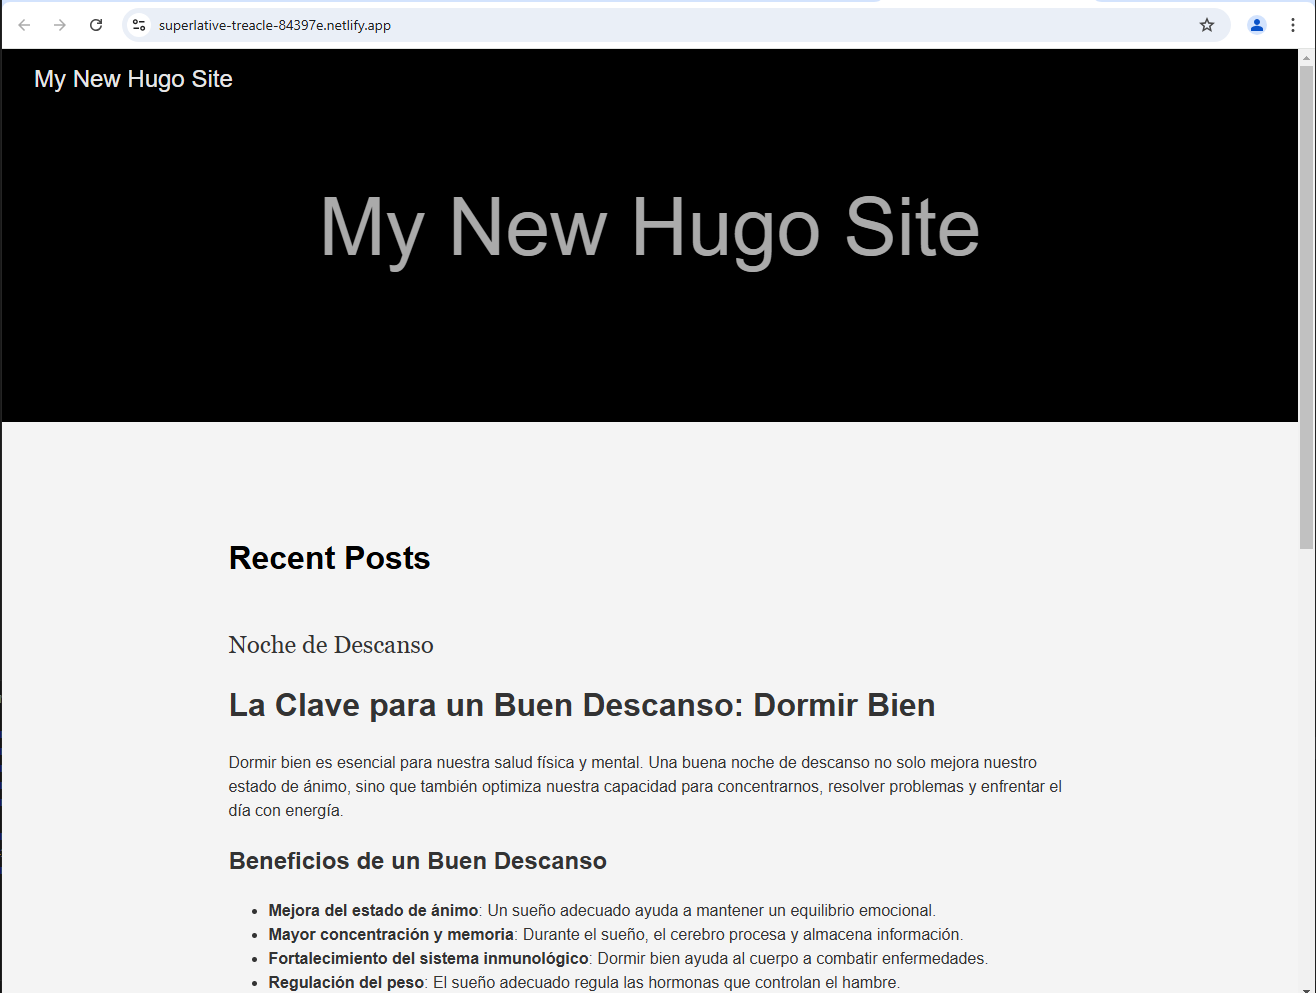 superlative-treacle-84397e.netlify.app
My New Hugo Site
My New Hugo Site
Recent Posts
Noche de Descanso
La Clave para un Buen Descanso: Dormir Bien
Dormir bien es esencial para nuestra salud física y mental. Una buena noche de descanso no solo mejora nuestro
estado de ánimo, sino que también optimiza nuestra capacidad para concentrarnos, resolver problemas y enfrentar el
día con energía.
Beneficios de un Buen Descanso
• Mejora del estado de ánimo: Un sueño adecuado ayuda a mantener un equilibrio emocional.
• Mayor concentración y memoria: Durante el sueño, el cerebro procesa y almacena información.
• Fortalecimiento del sistema inmunológico: Dormir bien ayuda al cuerpo a combatir enfermedades.
• Regulación del peso: El sueño adecuado regula las hormonas que controlan el hambre.